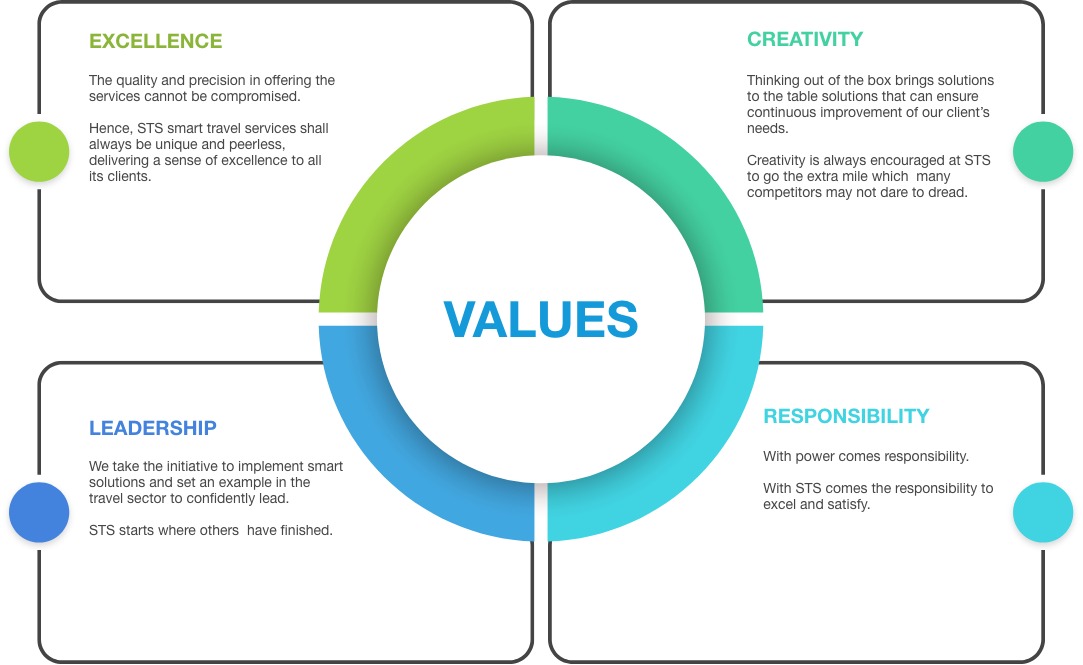 EXCELLENCE
The quality and precision in offering the
services cannot be compromised.
Hence, STS smart travel services shall
always be unique and peerless,
delivering a sense of excellence to all
its clients.
CREATIVITY
Thinking out of the box brings solutions
to the table solutions that can ensure
continuous improvement of our client’s
needs.
Creativity is always encouraged at STS
to go the extra mile which  many
competitors may not dare to dread.
VALUES
LEADERSHIP
We take the initiative to implement smart
solutions and set an example in the
travel sector to confidently lead.
STS starts where others  have finished.
RESPONSIBILITY
With power comes responsibility.
With STS comes the responsibility to
excel and satisfy.